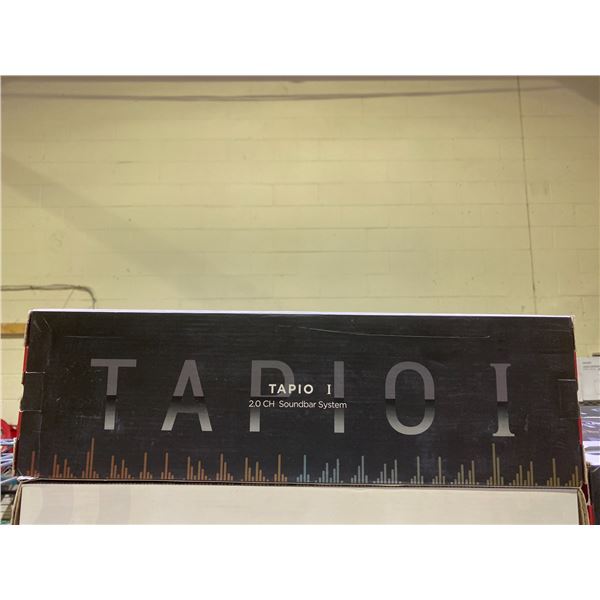 TAPIO I
TAPIO I
2.0 CH Soundbar System